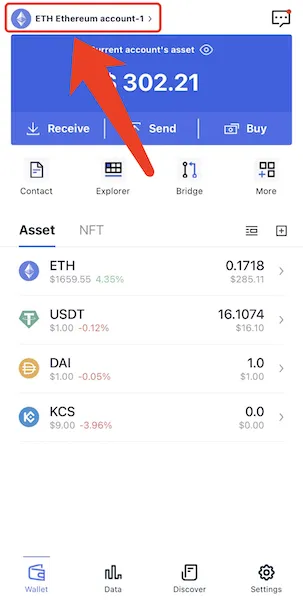 ETH Ethereum account-1 >
Current account's asset
$ 302.21
Receive
Send
Buy
Contact
Explorer
Bridge
More
Asset
NFT
ETH
0.1718
$1659.55 4.35%
$285.11
USDT
16.1074
$1.00 -0.12%
$16.10
DAI
1.0
$1.00 -0.05%
$1.00
KCS
0.0
$9.00 -3.96%
$0.00
Wallet
Data
Discover
Settings